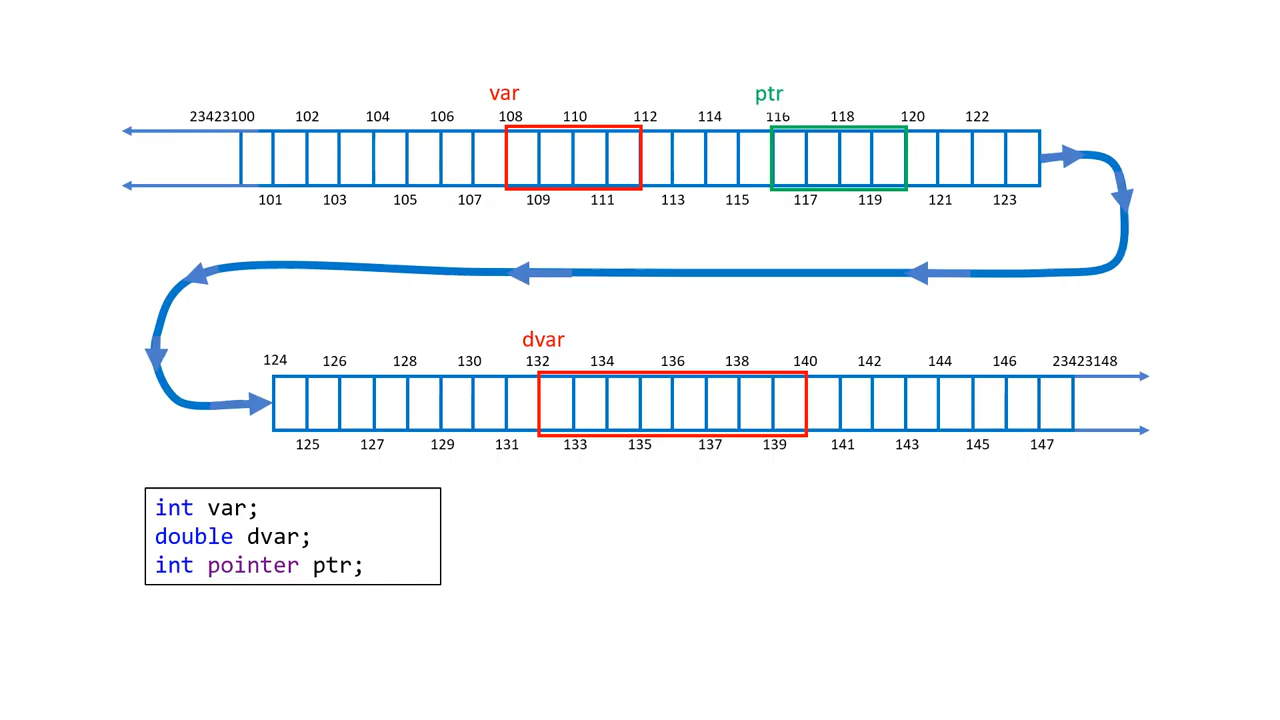 var ptr
23423100 102 104 106 108 110 112 114 116 118 120 122
101 103 105 107 109 111 113 115 117 119 121 123
dvar
124 126 128 130 132 134 136 138 140 142 144 146 23423148
125 127 129 131 133 135 137 139 141 143 145 147
int var;
double dvar;
int pointer ptr;